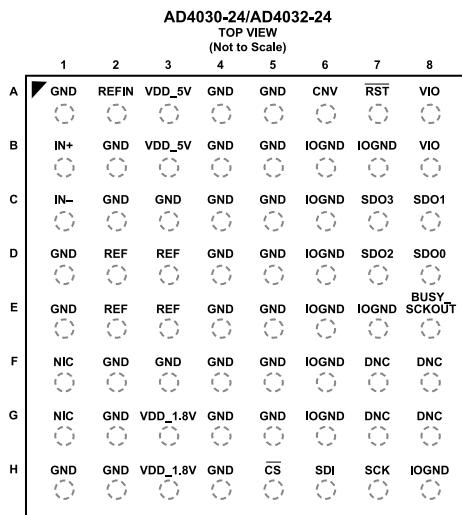 AD4030-24/AD4032-24
TOP VIEW
(Not to Scale)
1 2 3 4 5 6 7 8
A GND REFIN VDD_5V GND GND CNV RST VIO
B IN+ GND VDD_5V GND GND IOGND IOGND VIO
C IN– GND GND GND GND IOGND SDO3 SDO1
D GND REF REF GND GND IOGND SDO2 SDO0
E GND REF REF GND GND IOGND IOGND BUSY_
SCKOUT
F NIC GND GND GND GND IOGND DNC DNC
G NIC GND VDD_1.8V GND GND IOGND DNC DNC
H GND GND VDD_1.8V GND CS SDI SCK IOGND